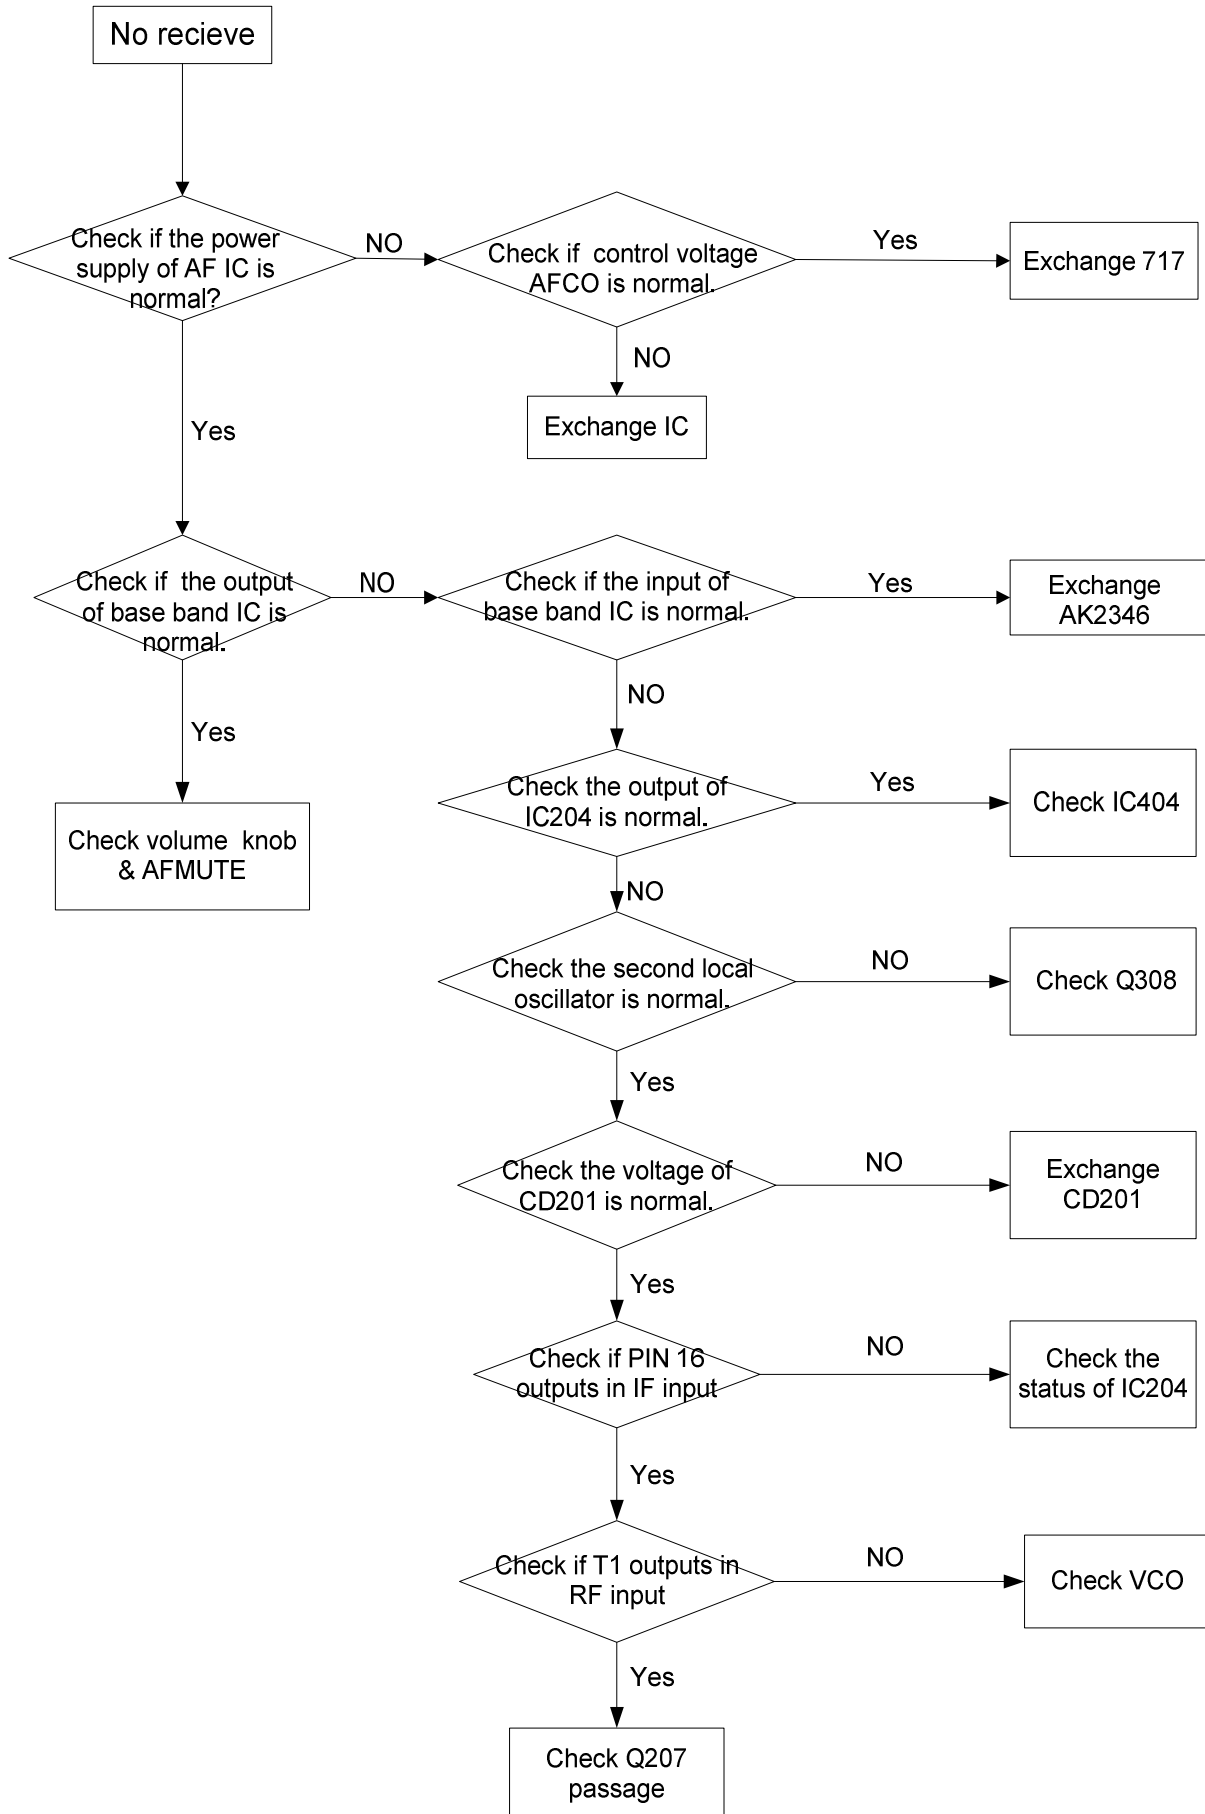 No recieve
Check if the power
supply of AF IC is
normal?
NO
Check if control voltage
AFCO is normal.
Yes
Exchange 717
NO
Exchange IC
Yes
Check if the output
of base band IC is
normal.
NO
Check if the input of
base band IC is normal.
Yes
Exchange
AK2346
NO
Yes
Check volume knob
& AFMUTE
Check the output of
IC204 is normal.
Yes
Check IC404
NO
Check the second local
oscillator is normal.
NO
Check Q308
Yes
Check the voltage of
CD201 is normal.
NO
Exchange
CD201
Yes
Check if PIN 16
outputs in IF input
NO
Check the
status of IC204
Yes
Check if T1 outputs in
RF input
NO
Check VCO
Yes
Check Q207
passage